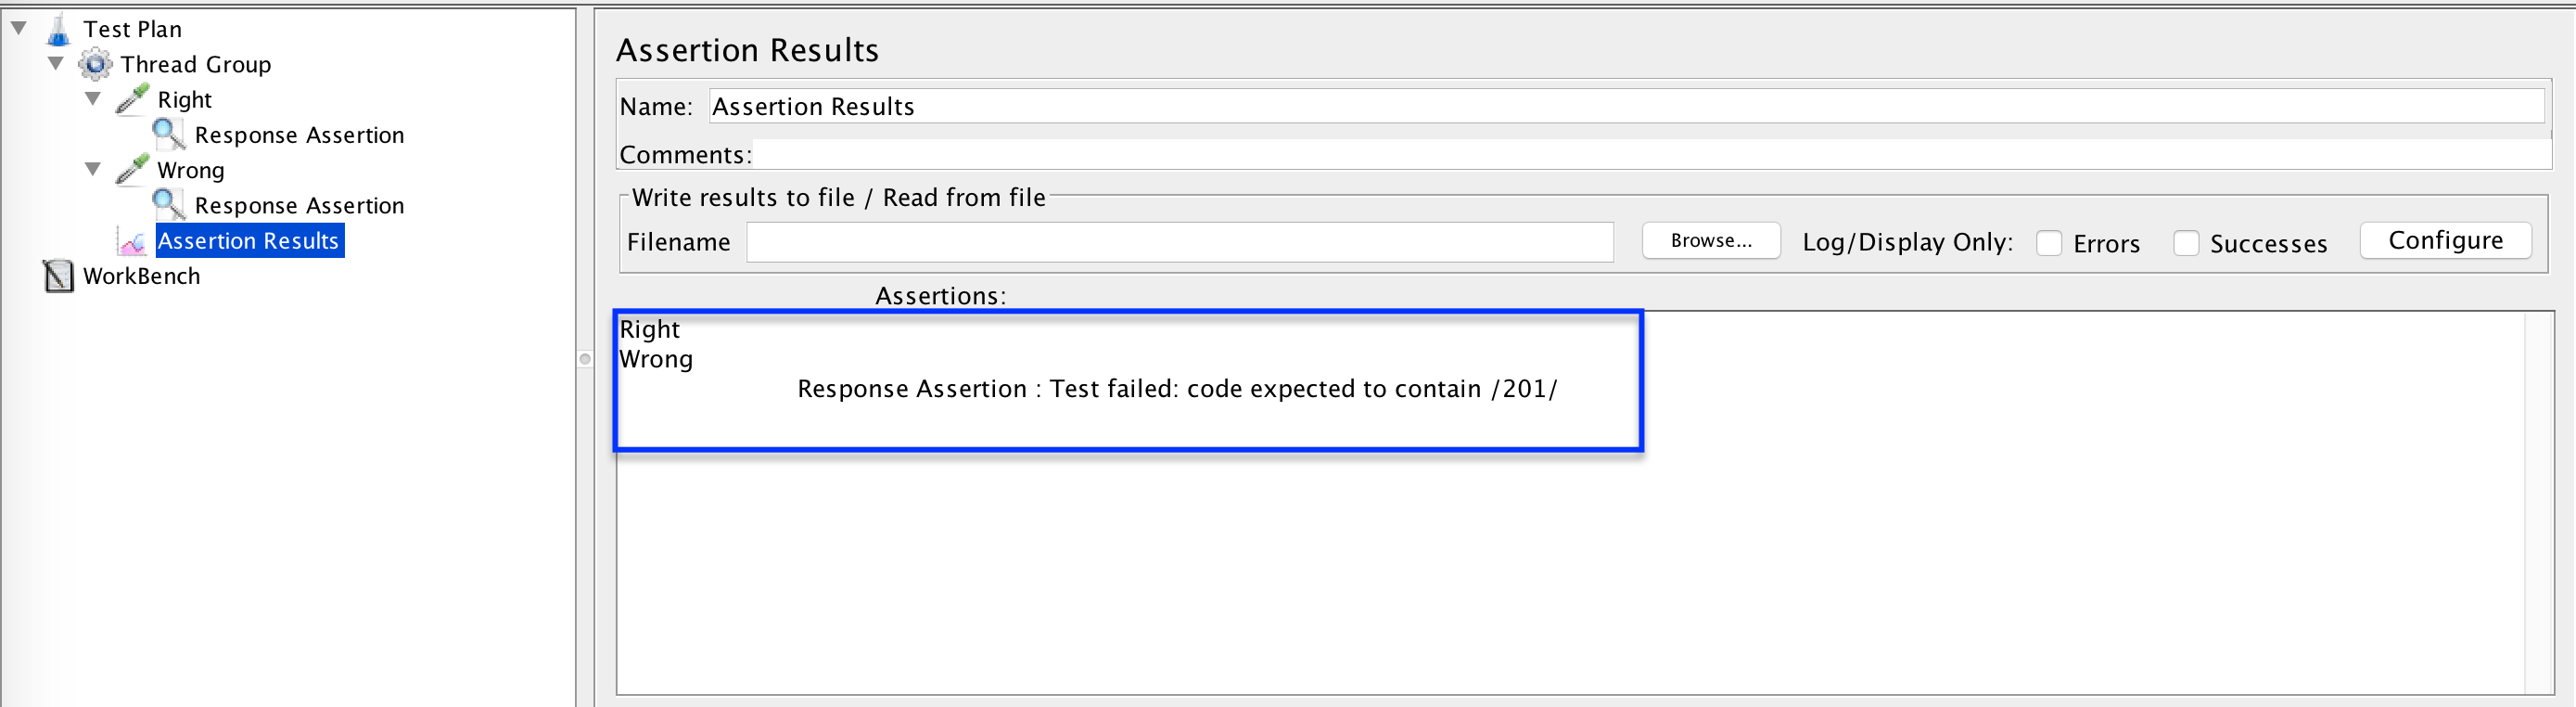 Test Plan
Thread Group
Right
Response Assertion
Wrong
Response Assertion
Assertion Results
WorkBench
Assertion Results
Name: Assertion Results
Comments:
Write results to file / Read from file
Filename Browse... Log/Display Only: Errors Successes Configure
Assertions:
Right
Wrong
Response Assertion : Test failed: code expected to contain /201/